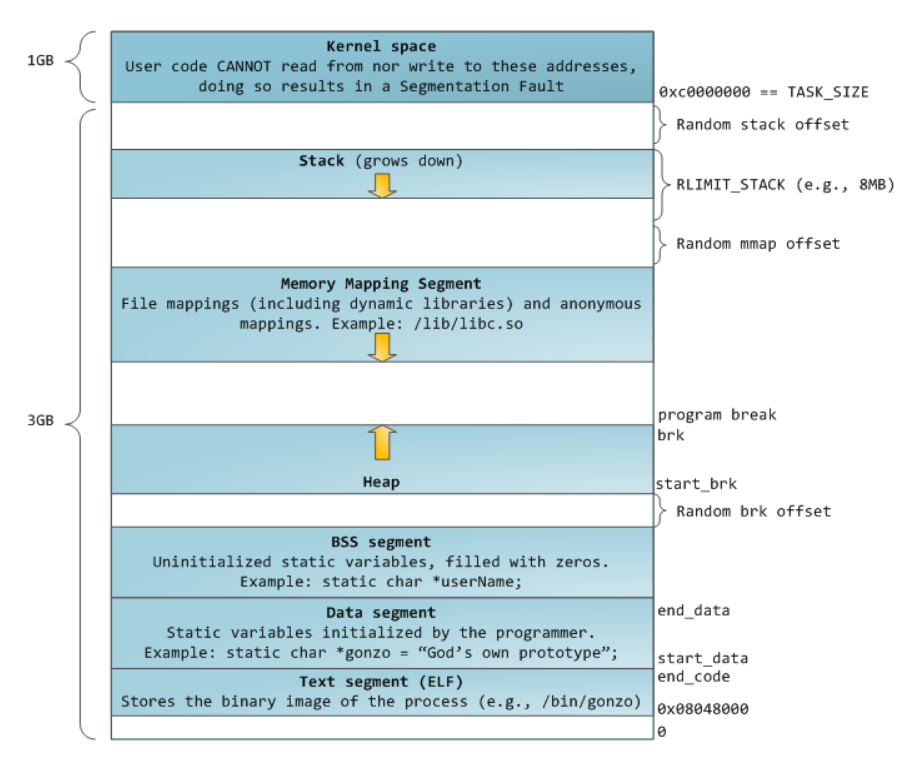 1GB
Kernel space
User code CANNOT read from nor write to these addresses,
doing so results in a Segmentation Fault
0xc0000000 == TASK_SIZE
Random stack offset
Stack (grows down)
RLIMIT_STACK (e.g., 8MB)
Random mmap offset
Memory Mapping Segment
File mappings (including dynamic libraries) and anonymous
mappings. Example: /lib/libc.so
3GB
program break
brk
Heap
start_brk
Random brk offset
BSS segment
Uninitialized static variables, filled with zeros.
Example: static char *userName;
Data segment
Static variables initialized by the programmer.
Example: static char *gonzo = “God’s own prototype”;
end_data
start_data
end_code
Text segment (ELF)
Stores the binary image of the process (e.g., /bin/gonzo)
0x08048000
0